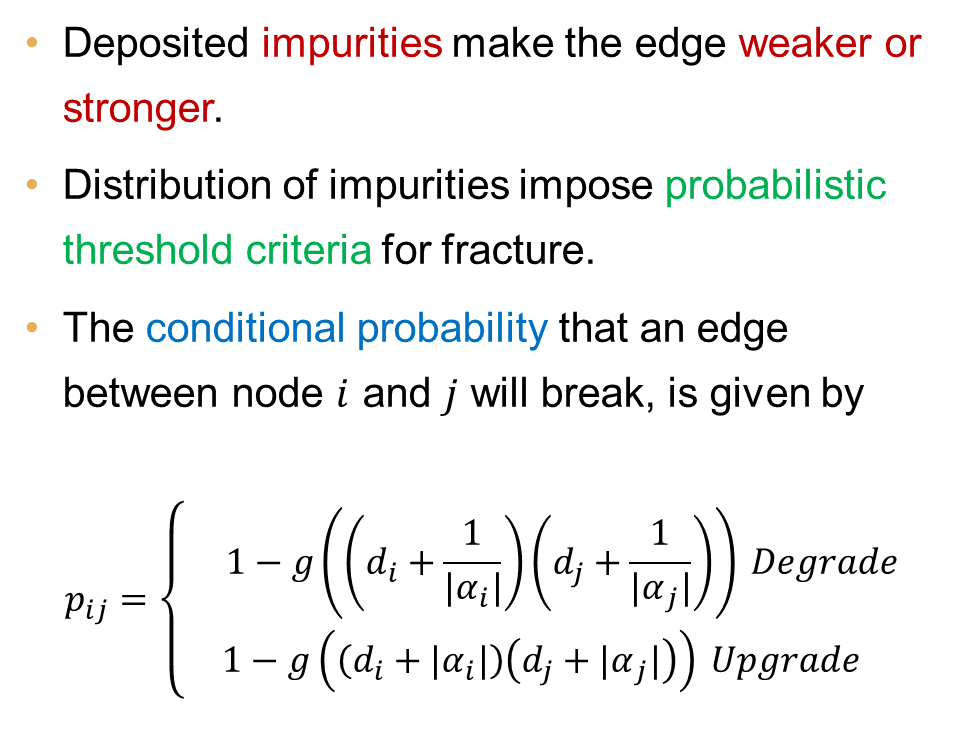 • Deposited impurities make the edge weaker or
stronger.
• Distribution of impurities impose probabilistic
threshold criteria for fracture.
• The conditional probability that an edge
between node 𝑖 and 𝑗 will break, is given by
$p_{ij} = \begin{cases} 1 - g\left(\left(d_i + \frac{1}{|\alpha_i|}\right)\left(d_j + \frac{1}{|\alpha_j|}\right)\right) \; Degrade \\ 1 - g\left((d_i + |\alpha_i|)(d_j + |\alpha_j|)\right) \; Upgrade \end{cases}$